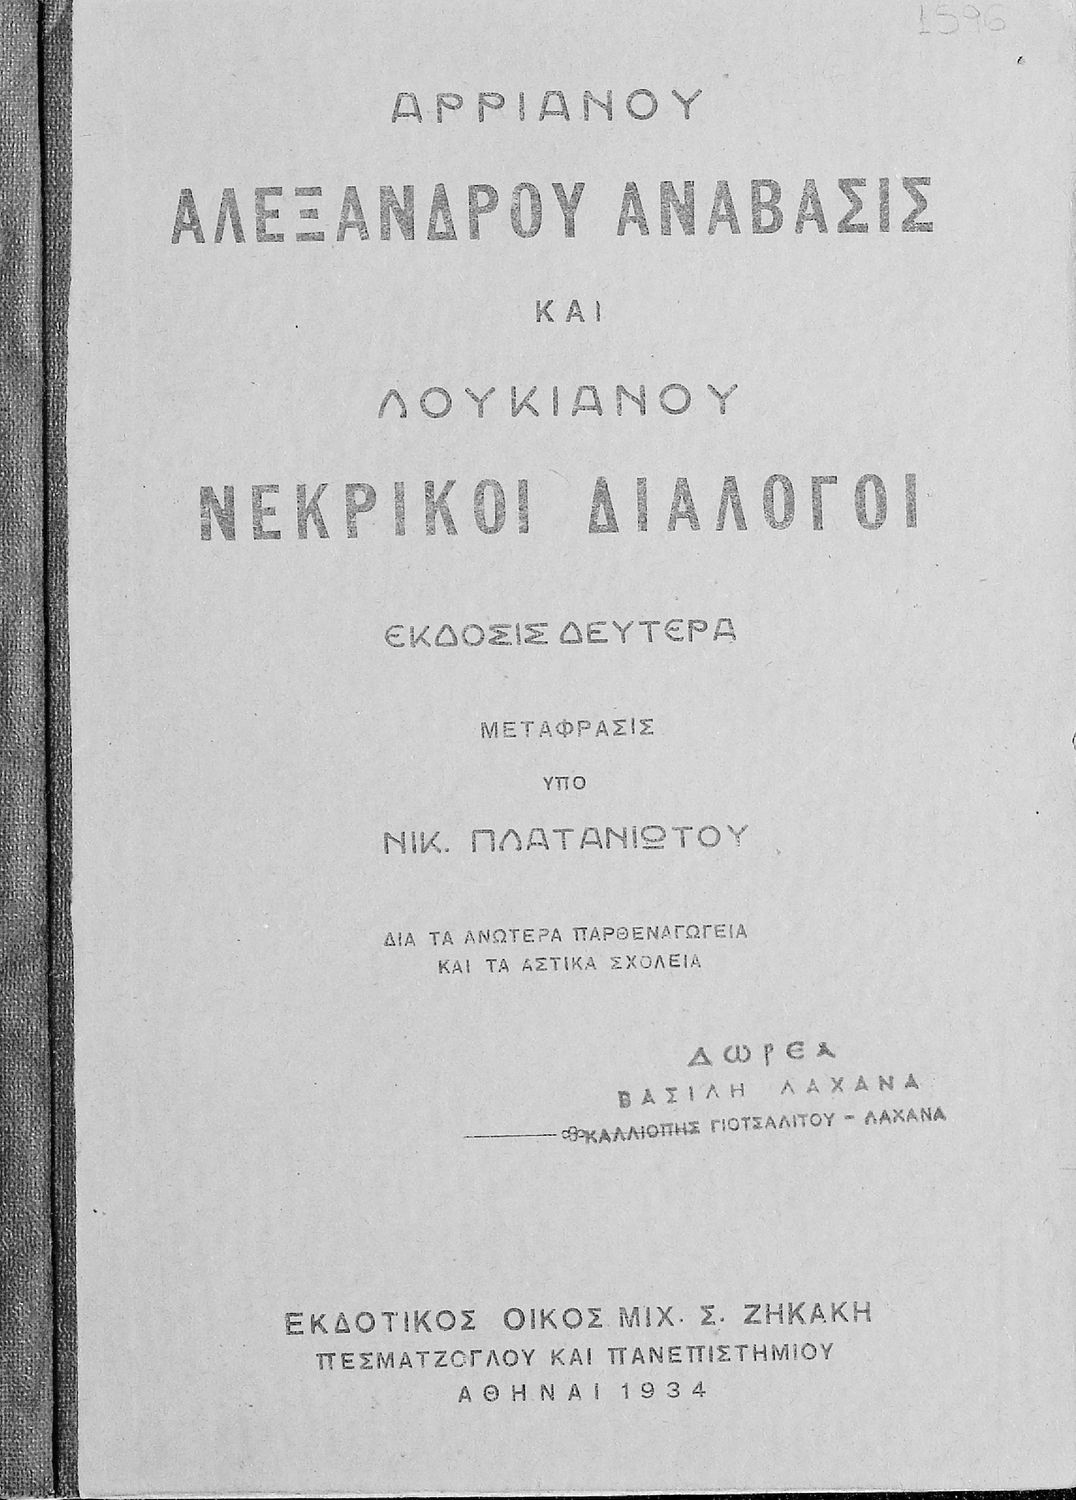 1596
ΑΡΡΙΑΝΟΥ
ΑΛΕΞΑΝΔΡΟΥ ΑΝΑΒΑΣΙΣ
ΚΑΙ
ΛΟΥΚΙΑΝΟΥ
ΝΕΚΡΙΚΟΙ ΔΙΑΛΟΓΟΙ
ΕΚΔΟΣΙΣ ΔΕΥΤΕΡΑ
ΜΕΤΑΦΡΑΣΙΣ
ΥΠΟ
ΝΙΚ. ΠΛΑΤΑΝΙΩΤΟΥ
ΔΙΑ ΤΑ ΑΝΩΤΕΡΑ ΠΑΡΘΕΝΑΓΩΓΕΙΑ
ΚΑΙ ΤΑ ΑΣΤΙΚΑ ΣΧΟΛΕΙΑ
ΔΩΡΕΑ
ΒΑΣΙΛΗ ΛΑΧΑΝΑ
ΚΑΛΛΙΟΠΗΣ ΓΙΟΤΣΑΛΙΤΟΥ - ΛΑΧΑΝΑ
ΕΚΔΟΤΙΚΟΣ ΟΙΚΟΣ ΜΙΧ. Σ. ΖΗΚΑΚΗ
ΠΕΣΜΑΤΖΟΓΛΟΥ ΚΑΙ ΠΑΝΕΠΙΣΤΗΜΙΟΥ
ΑΘΗΝΑΙ 1934